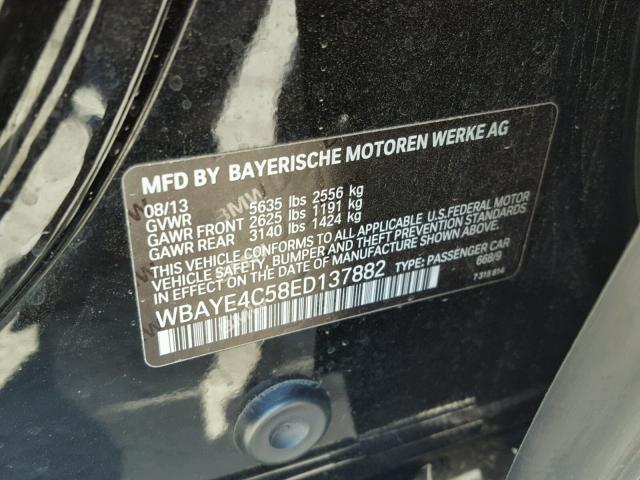 MFD BY BAYERISCHE MOTOREN WERKE AG
08/13
GVWR 5635 lbs 2556 kg
GAWR FRONT 2625 lbs 1191 kg
GAWR REAR 3140 lbs 1424 kg
THIS VEHICLE CONFORMS TO ALL APPLICABLE U.S.FEDERAL MOTOR
VEHICLE SAFETY, BUMPER, AND THEFT PREVENTION STANDARDS
IN EFFECT ON THE DATE OF MANUFACTURE SHOWN ABOVE.
WBAYE4C58ED137882 TYPE: PASSENGER CAR
668/9
7 315 814